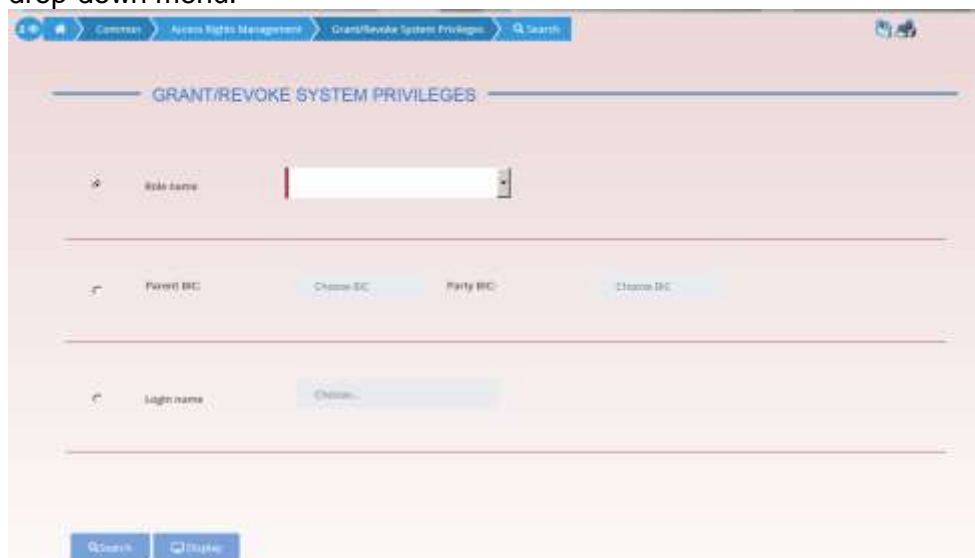 drop-down menu.
Common Access Rights Management Grant/Revoke System Privileges Search
GRANT/REVOKE SYSTEM PRIVILEGES
Role name
Parent BIC: Choose BIC Party BIC: Choose BIC
Login name Choose...
Search Display